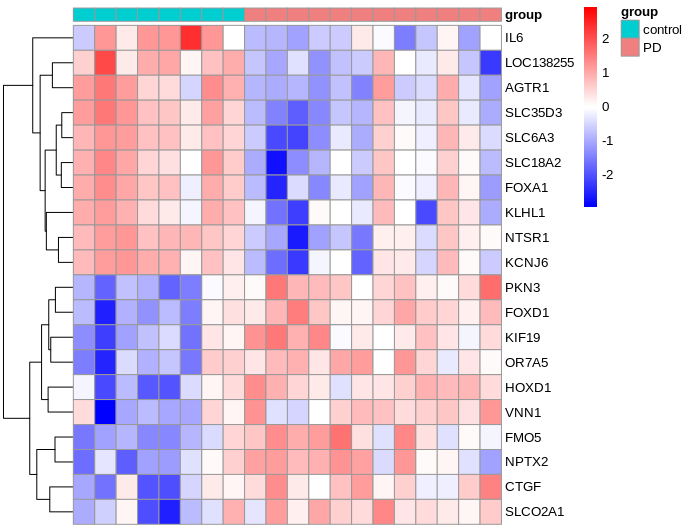 group
IL6
LOC138255
AGTR1
SLC35D3
SLC6A3
SLC18A2
FOXA1
KLHL1
NTSR1
KCNJ6
PKN3
FOXD1
KIF19
OR7A5
HOXD1
VNN1
FMO5
NPTX2
CTGF
SLCO2A1
2
1
0
-1
-2
group
control
PD